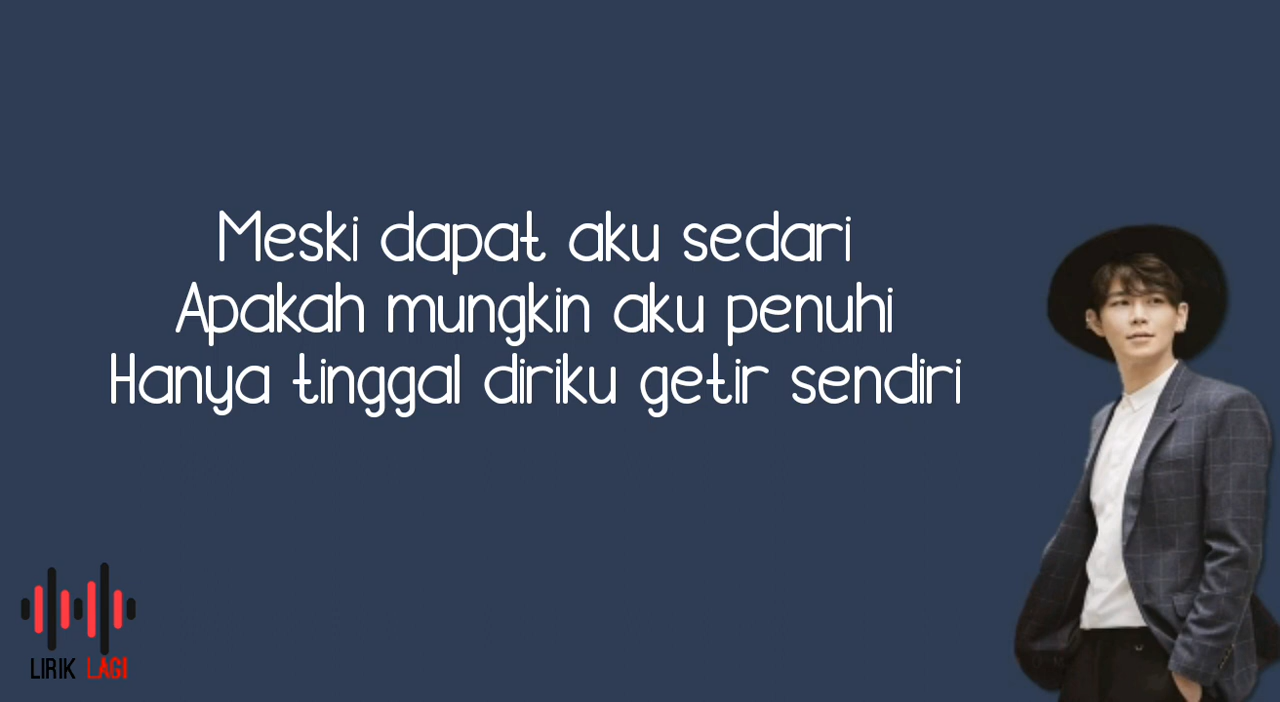 Meski dapat aku sedari
Apakah mungkin aku penuhi
Hanya tinggal diriku getir sendiri
LIRIK LAGI